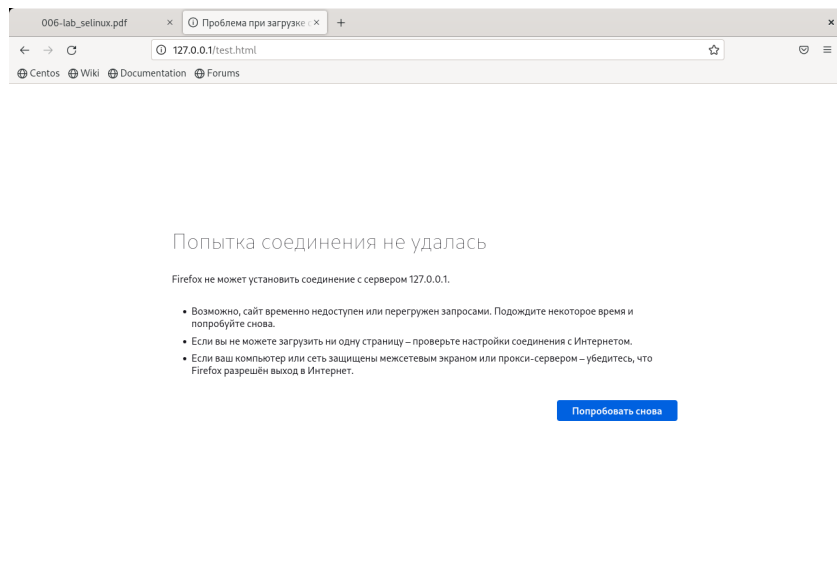 006-lab_selinux.pdf
Проблема при загрузке с
127.0.0.1/test.html
Centos Wiki Documentation Forums
Попытка соединения не удалась
Firefox не может установить соединение с сервером 127.0.0.1.
• Возможно, сайт временно недоступен или перегружен запросами. Подождите некоторое время и
попробуйте снова.
• Если вы не можете загрузить ни одну страницу – проверьте настройки соединения с Интернетом.
• Если ваш компьютер или сеть защищены межсетевым экраном или прокси-сервером – убедитесь, что
Firefox разрешён выход в Интернет.
Попробовать снова